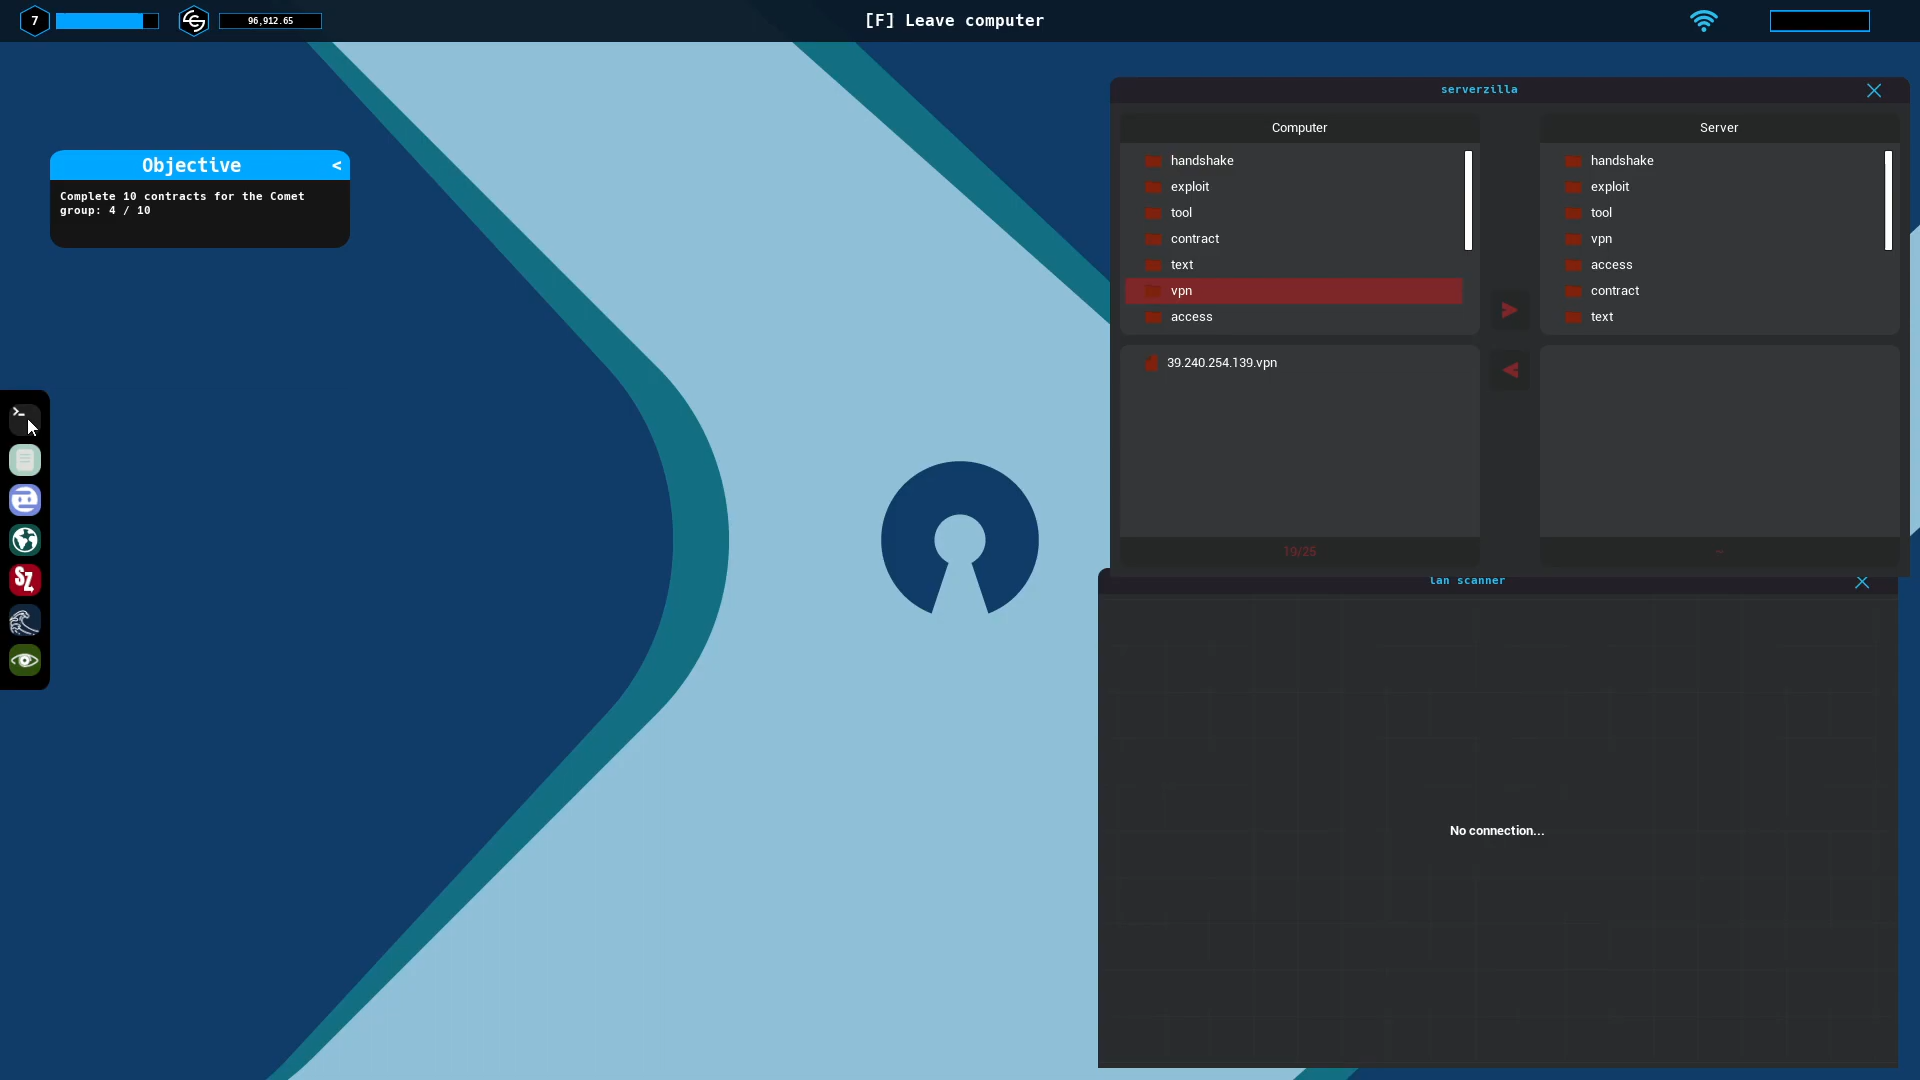 7
96,912.65
[F] Leave computer
Objective
<
Complete 10 contracts for the Comet
group: 4 / 10
serverzilla
Computer
handshake
exploit
tool
contract
text
vpn
access
39.240.254.139.vpn
19/25
Server
handshake
exploit
tool
vpn
access
contract
text
~
lan scanner
No connection...
>_
SZ